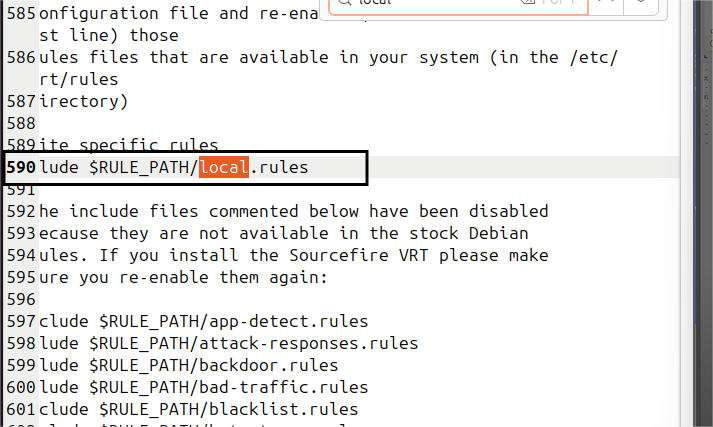 local
585 onfiguration file and re-ena
st line) those
586 ules files that are available in your system (in the /etc/
rt/rules
587 irectory)
588
589 ite specific rules
590 lude $RULE_PATH/local.rules
591
592 he include files commented below have been disabled
593 ecause they are not available in the stock Debian
594 ules. If you install the Sourcefire VRT please make
595 ure you re-enable them again:
596
597 clude $RULE_PATH/app-detect.rules
598 lude $RULE_PATH/attack-responses.rules
599 lude $RULE_PATH/backdoor.rules
600 lude $RULE_PATH/bad-traffic.rules
601 clude $RULE_PATH/blacklist.rules